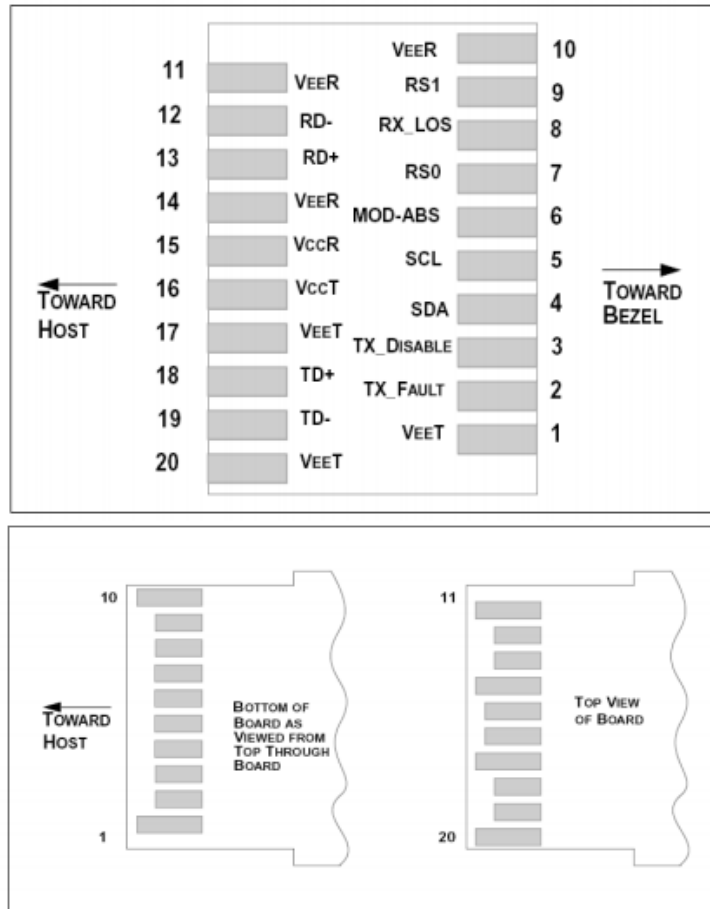 VEER 10
11 VEER
RS1 9
12 RD-
RX_LOS 8
13 RD+
RS0 7
14 VEER
MOD-ABS 6
15 VCCR
SCL 5
16 VCCT
TOWARD
HOST
SDA 4
TOWARD
BEZEL
17 VEET
TX_DISABLE 3
18 TD+
TX_FAULT 2
19 TD-
VEET 1
20 VEET
10
TOWARD
HOST
BOTTOM OF
BOARD AS
VIEWED FROM
TOP THROUGH
BOARD
1
11
TOP VIEW
OF BOARD
20